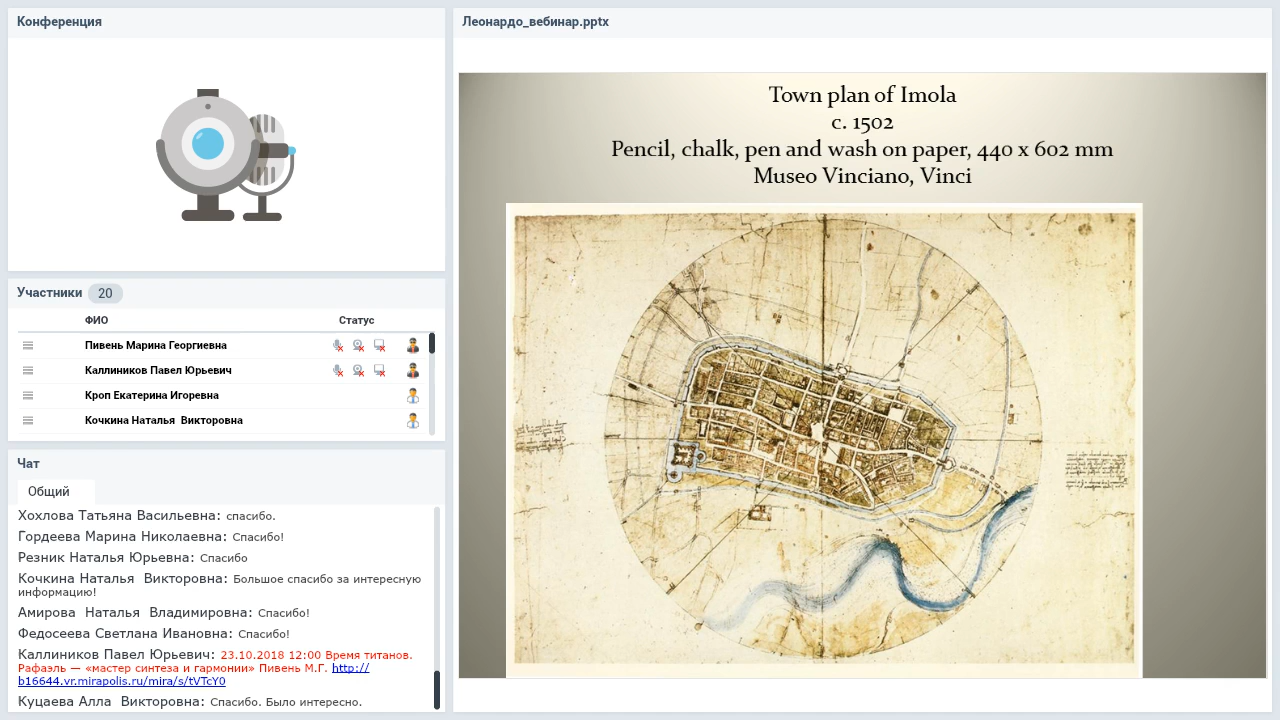 Конференция
Участники 20
ФИО Статус
Пивень Марина Георгиевна
Каллиников Павел Юрьевич
Кроп Екатерина Игоревна
Кочкина Наталья  Викторовна
Чат
Общий
Хохлова Татьяна Васильевна: спасибо.
Гордеева Марина Николаевна: Спасибо!
Резник Наталья Юрьевна: Спасибо
Кочкина Наталья  Викторовна: Большое спасибо за интересную
информацию!
Амирова  Наталья  Владимировна: Спасибо!
Федосеева Светлана Ивановна: Спасибо!
Каллиников Павел Юрьевич: 23.10.2018 12:00 Время титанов.
Рафаэль — «мастер синтеза и гармонии» Пивень М.Г. http://
b16644.vr.mirapolis.ru/mira/s/tVTcY0
Куцаева Алла  Викторовна: Спасибо. Было интересно.
Леонардо_вебинар.pptx
Town plan of Imola
c. 1502
Pencil, chalk, pen and wash on paper, 440 x 602 mm
Museo Vinciano, Vinci